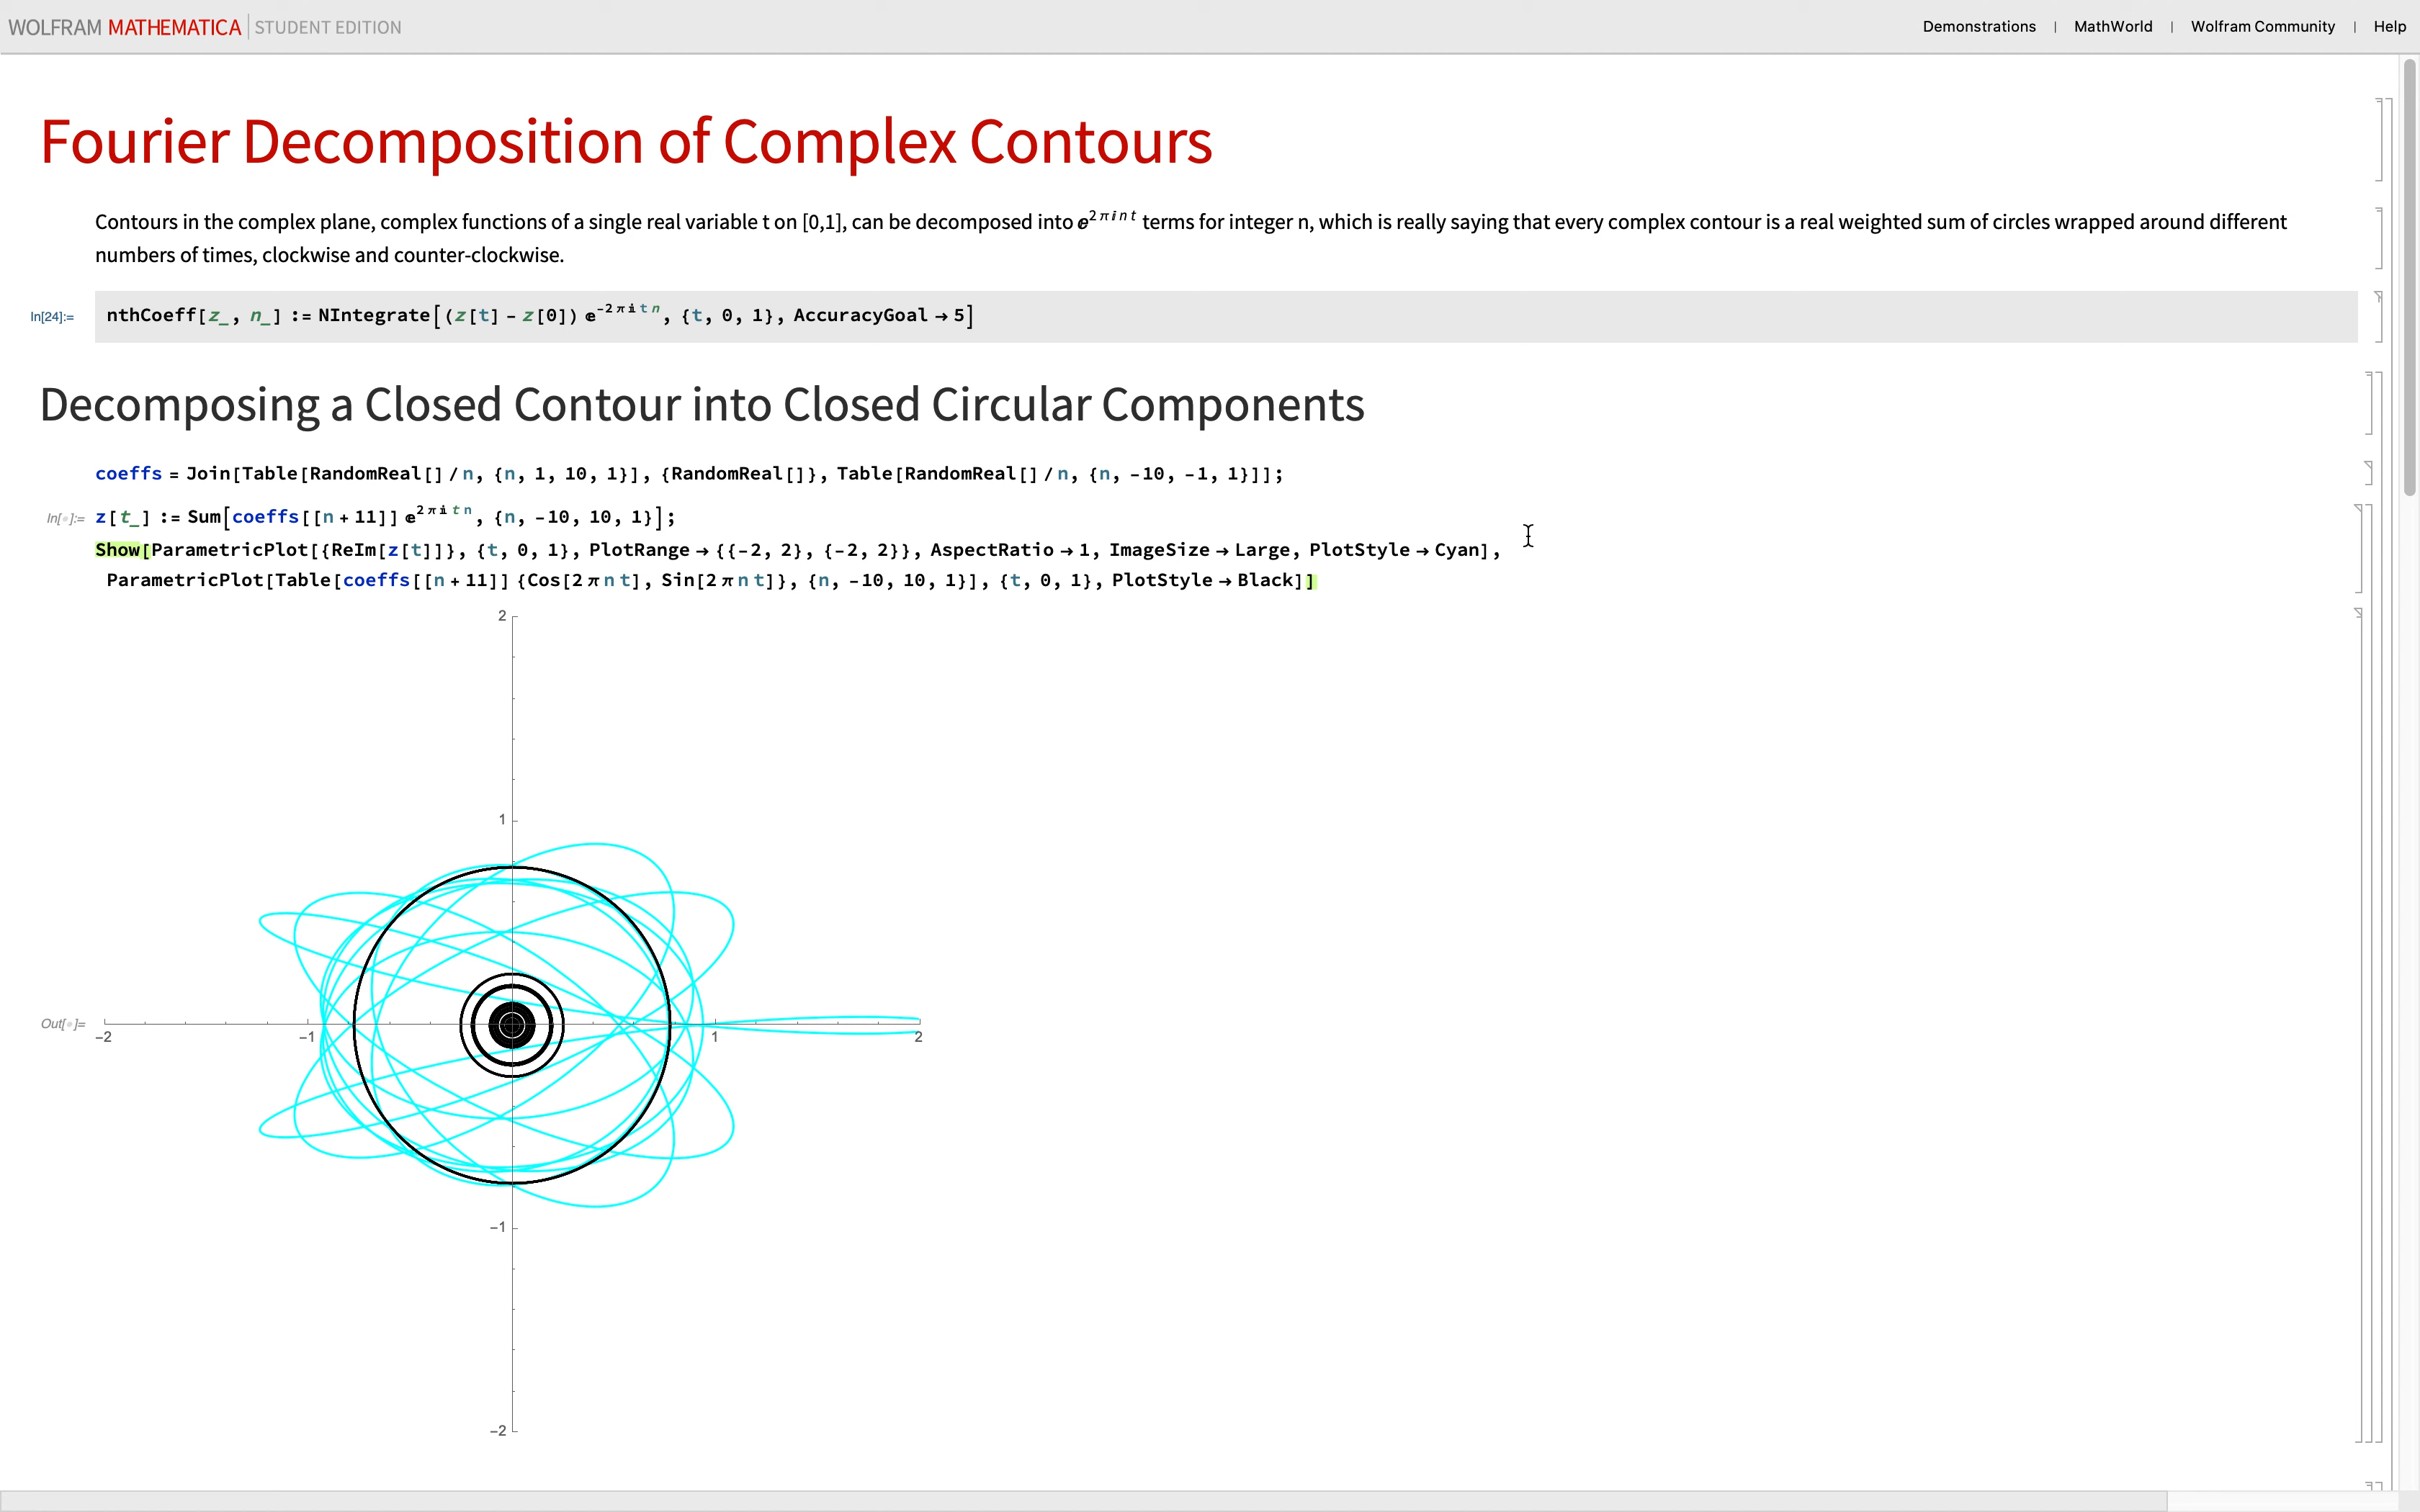 WOLFRAM MATHEMATICA | STUDENT EDITION
Demonstrations | MathWorld | Wolfram Community | Help
Fourier Decomposition of Complex Contours
Contours in the complex plane, complex functions of a single real variable t on [0,1], can be decomposed into ⅇ^(2 π ⅈ n t) terms for integer n, which is really saying that every complex contour is a real weighted sum of circles wrapped around different
numbers of times, clockwise and counter-clockwise.
In[24]:= nthCoeff[z_, n_] := NIntegrate[(z[t] - z[0]) ⅇ^(-2 π ⅈ t n), {t, 0, 1}, AccuracyGoal → 5]
Decomposing a Closed Contour into Closed Circular Components
coeffs = Join[Table[RandomReal[] / n, {n, 1, 10, 1}], {RandomReal[]}, Table[RandomReal[] / n, {n, -10, -1, 1}]];
In[∘]:= z[t_] := Sum[coeffs[[n + 11]] ⅇ^(2 π ⅈ t n), {n, -10, 10, 1}];
Show[ParametricPlot[{ReIm[z[t]]}, {t, 0, 1}, PlotRange → {{-2, 2}, {-2, 2}}, AspectRatio → 1, ImageSize → Large, PlotStyle → Cyan],
ParametricPlot[Table[coeffs[[n + 11]] {Cos[2 π n t], Sin[2 π n t]}, {n, -10, 10, 1}], {t, 0, 1}, PlotStyle → Black]]
2
1
Out[∘]=
-2 -1 1 2
-1
-2